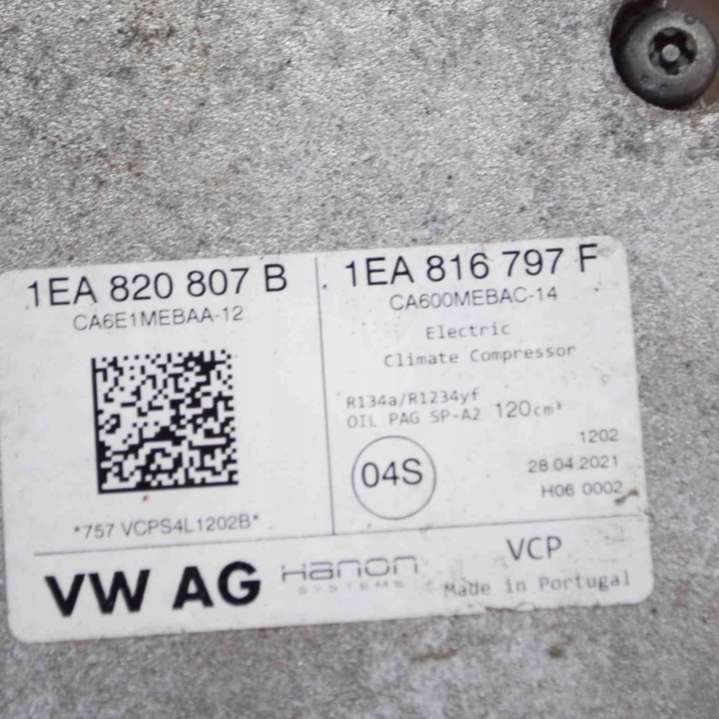 1EA 820 807 B
CA6E1MEBAA-12
*757 VCPS4L1202B*
1EA 816 797 F
CA600MEBAC-14
Electric
Climate Compressor
R134a/R1234yf
OIL PAG SP-A2 120cm³
04S
1202
28.04.2021
H06 0002
VW AG
Hanon
SYSTEMS
VCP
Made in Portugal